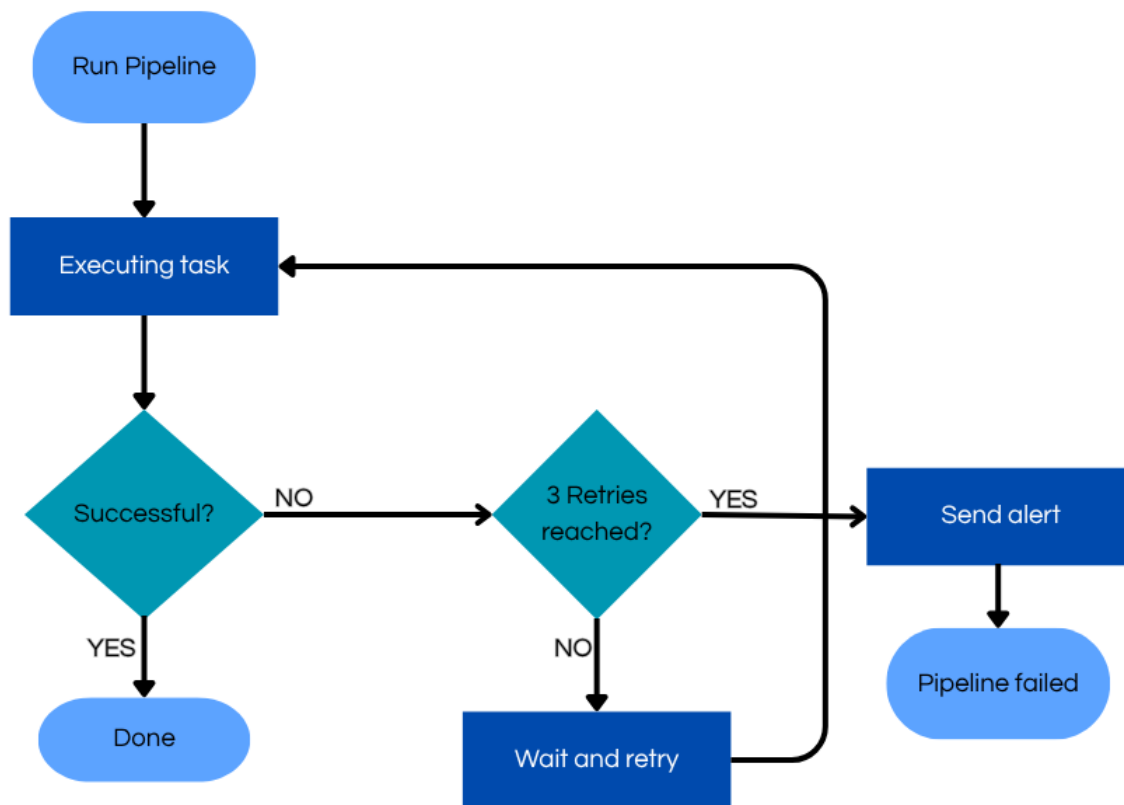 Run Pipeline
Executing task
Successful?
NO
3 Retries
reached?
YES
Send alert
YES
NO
Pipeline failed
Done
Wait and retry